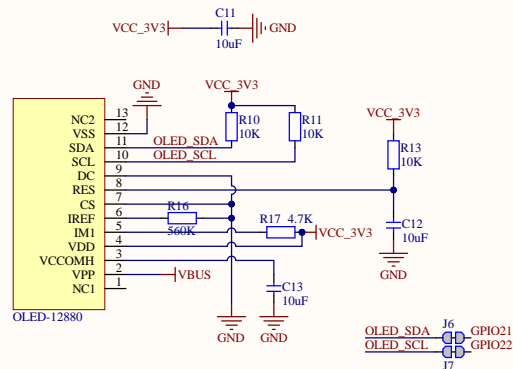 C11
VCC_3V3
GND
10uF
GND
VCC_3V3
VCC_3V3
NC2 13
VSS 12
SDA 11 OLED_SDA
R10
10K
R11
10K
SCL 10 OLED_SCL
R13
10K
DC 9
RES 8
CS 7
IREF 6
R16
560K
IM1 5
R17 4.7K
VCC_3V3
C12
10uF
VDD 4
VCCOMH 3
VPP 2
VBUS
NC1 1
C13
10uF
GND
OLED-12880
GND
GND
OLED_SDA J6 GPIO21
OLED_SCL J7 GPIO22